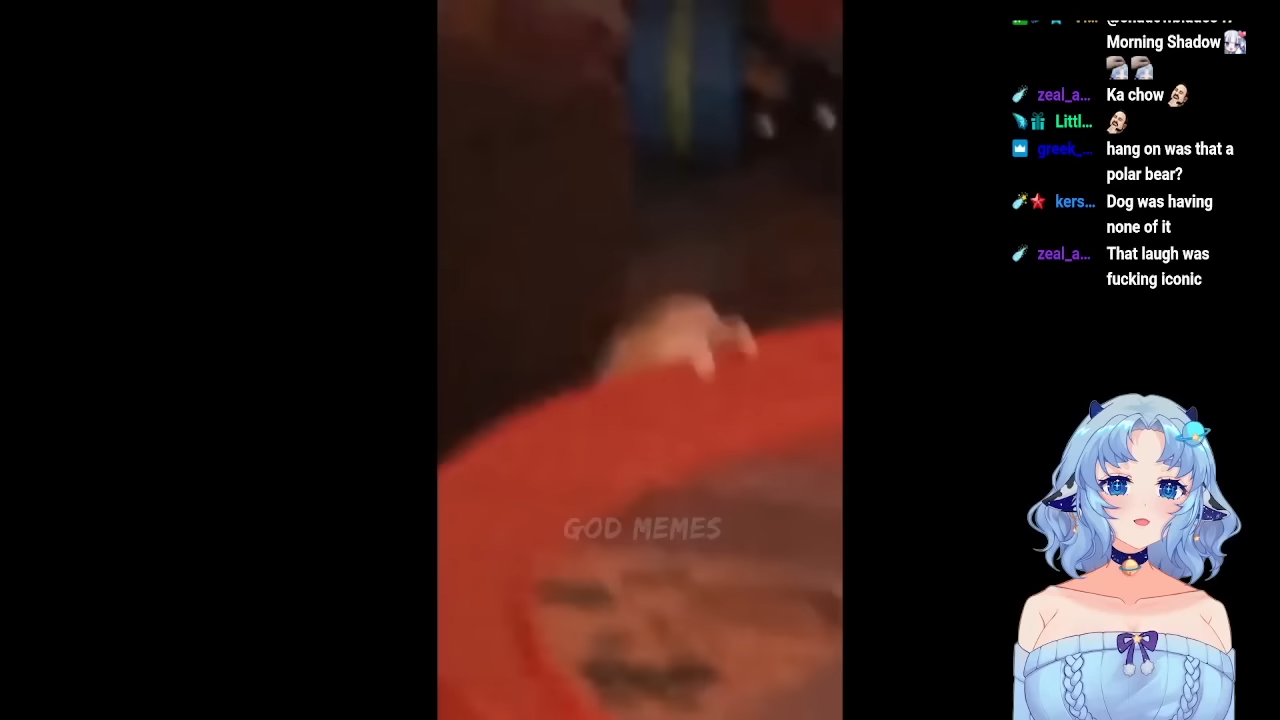 Morning Shadow
zeal_a... Ka chow
Littl...
greek_... hang on was that a
polar bear?
kers... Dog was having
none of it
zeal_a... That laugh was
fucking iconic
GOD MEMES